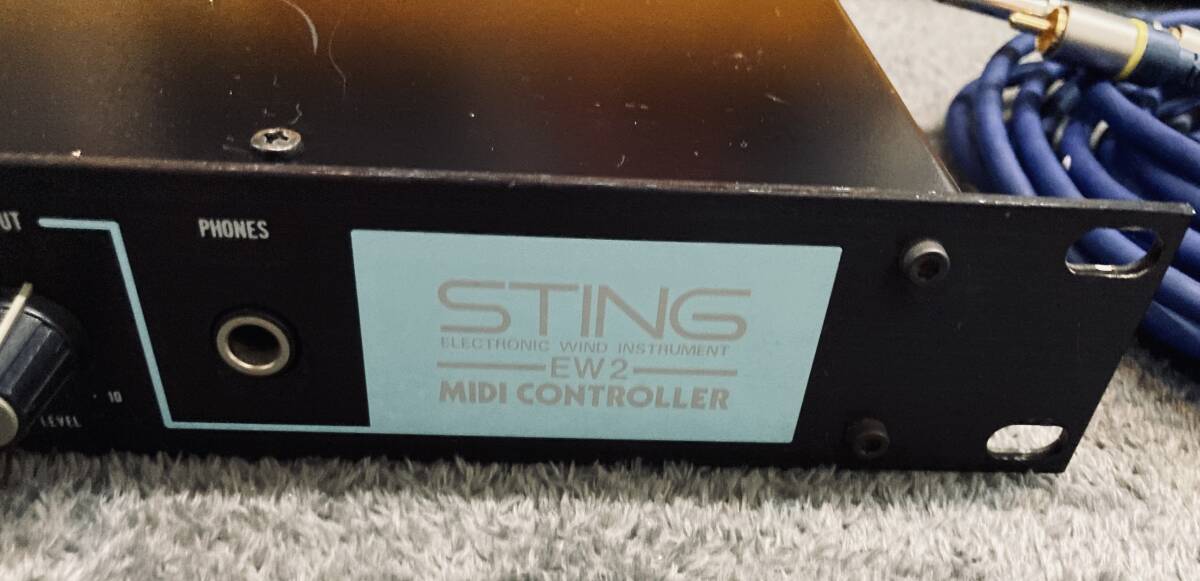 UT
PHONES
STING
ELECTRONIC WIND INSTRUMENT
EW2
MIDI CONTROLLER
10
LEVEL